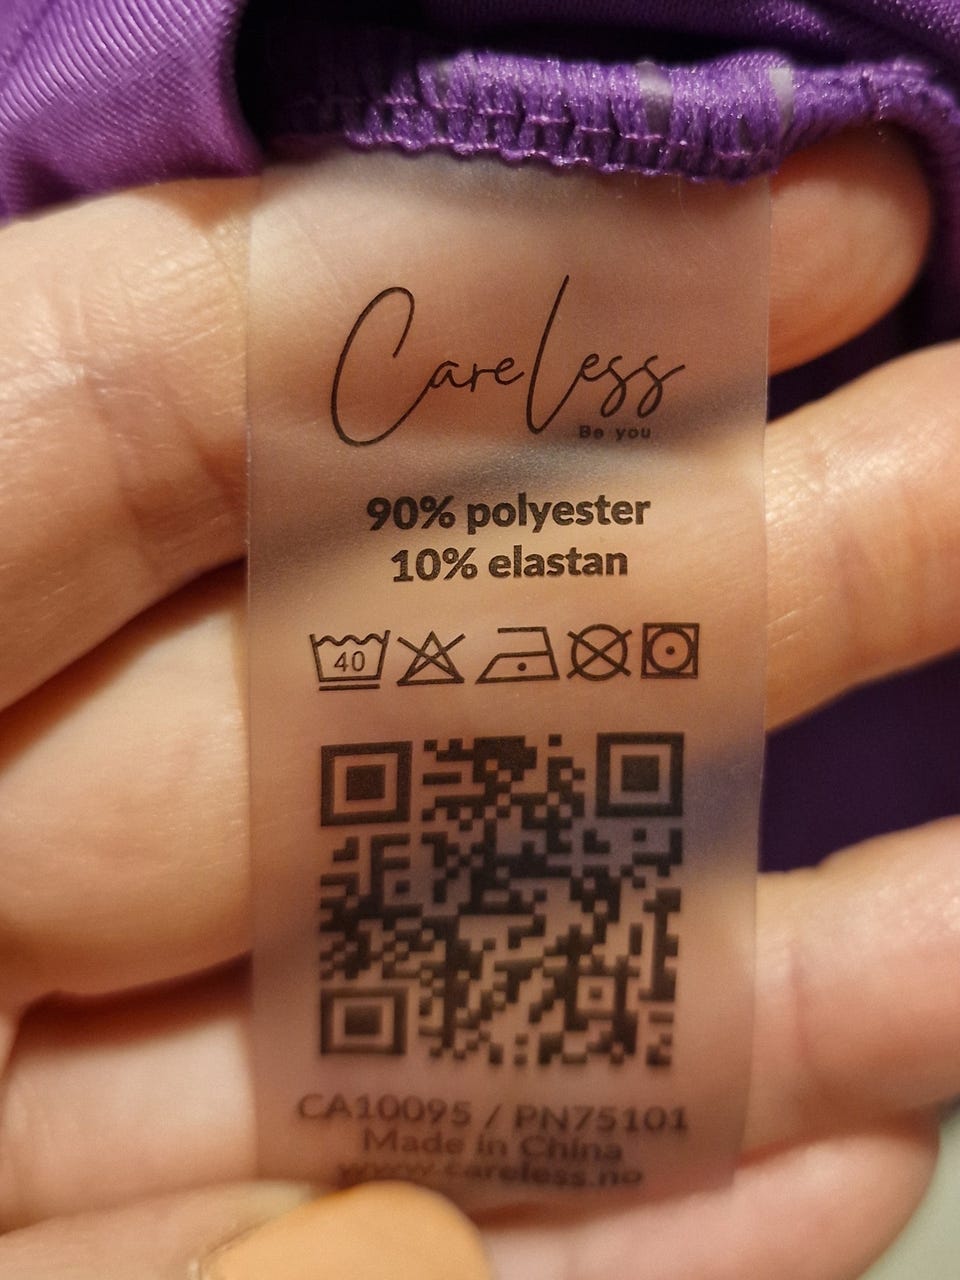 CareLess
Be you
90% polyester
10% elastan
40
CA10095 / PN75101
Made in China
www.careless.no